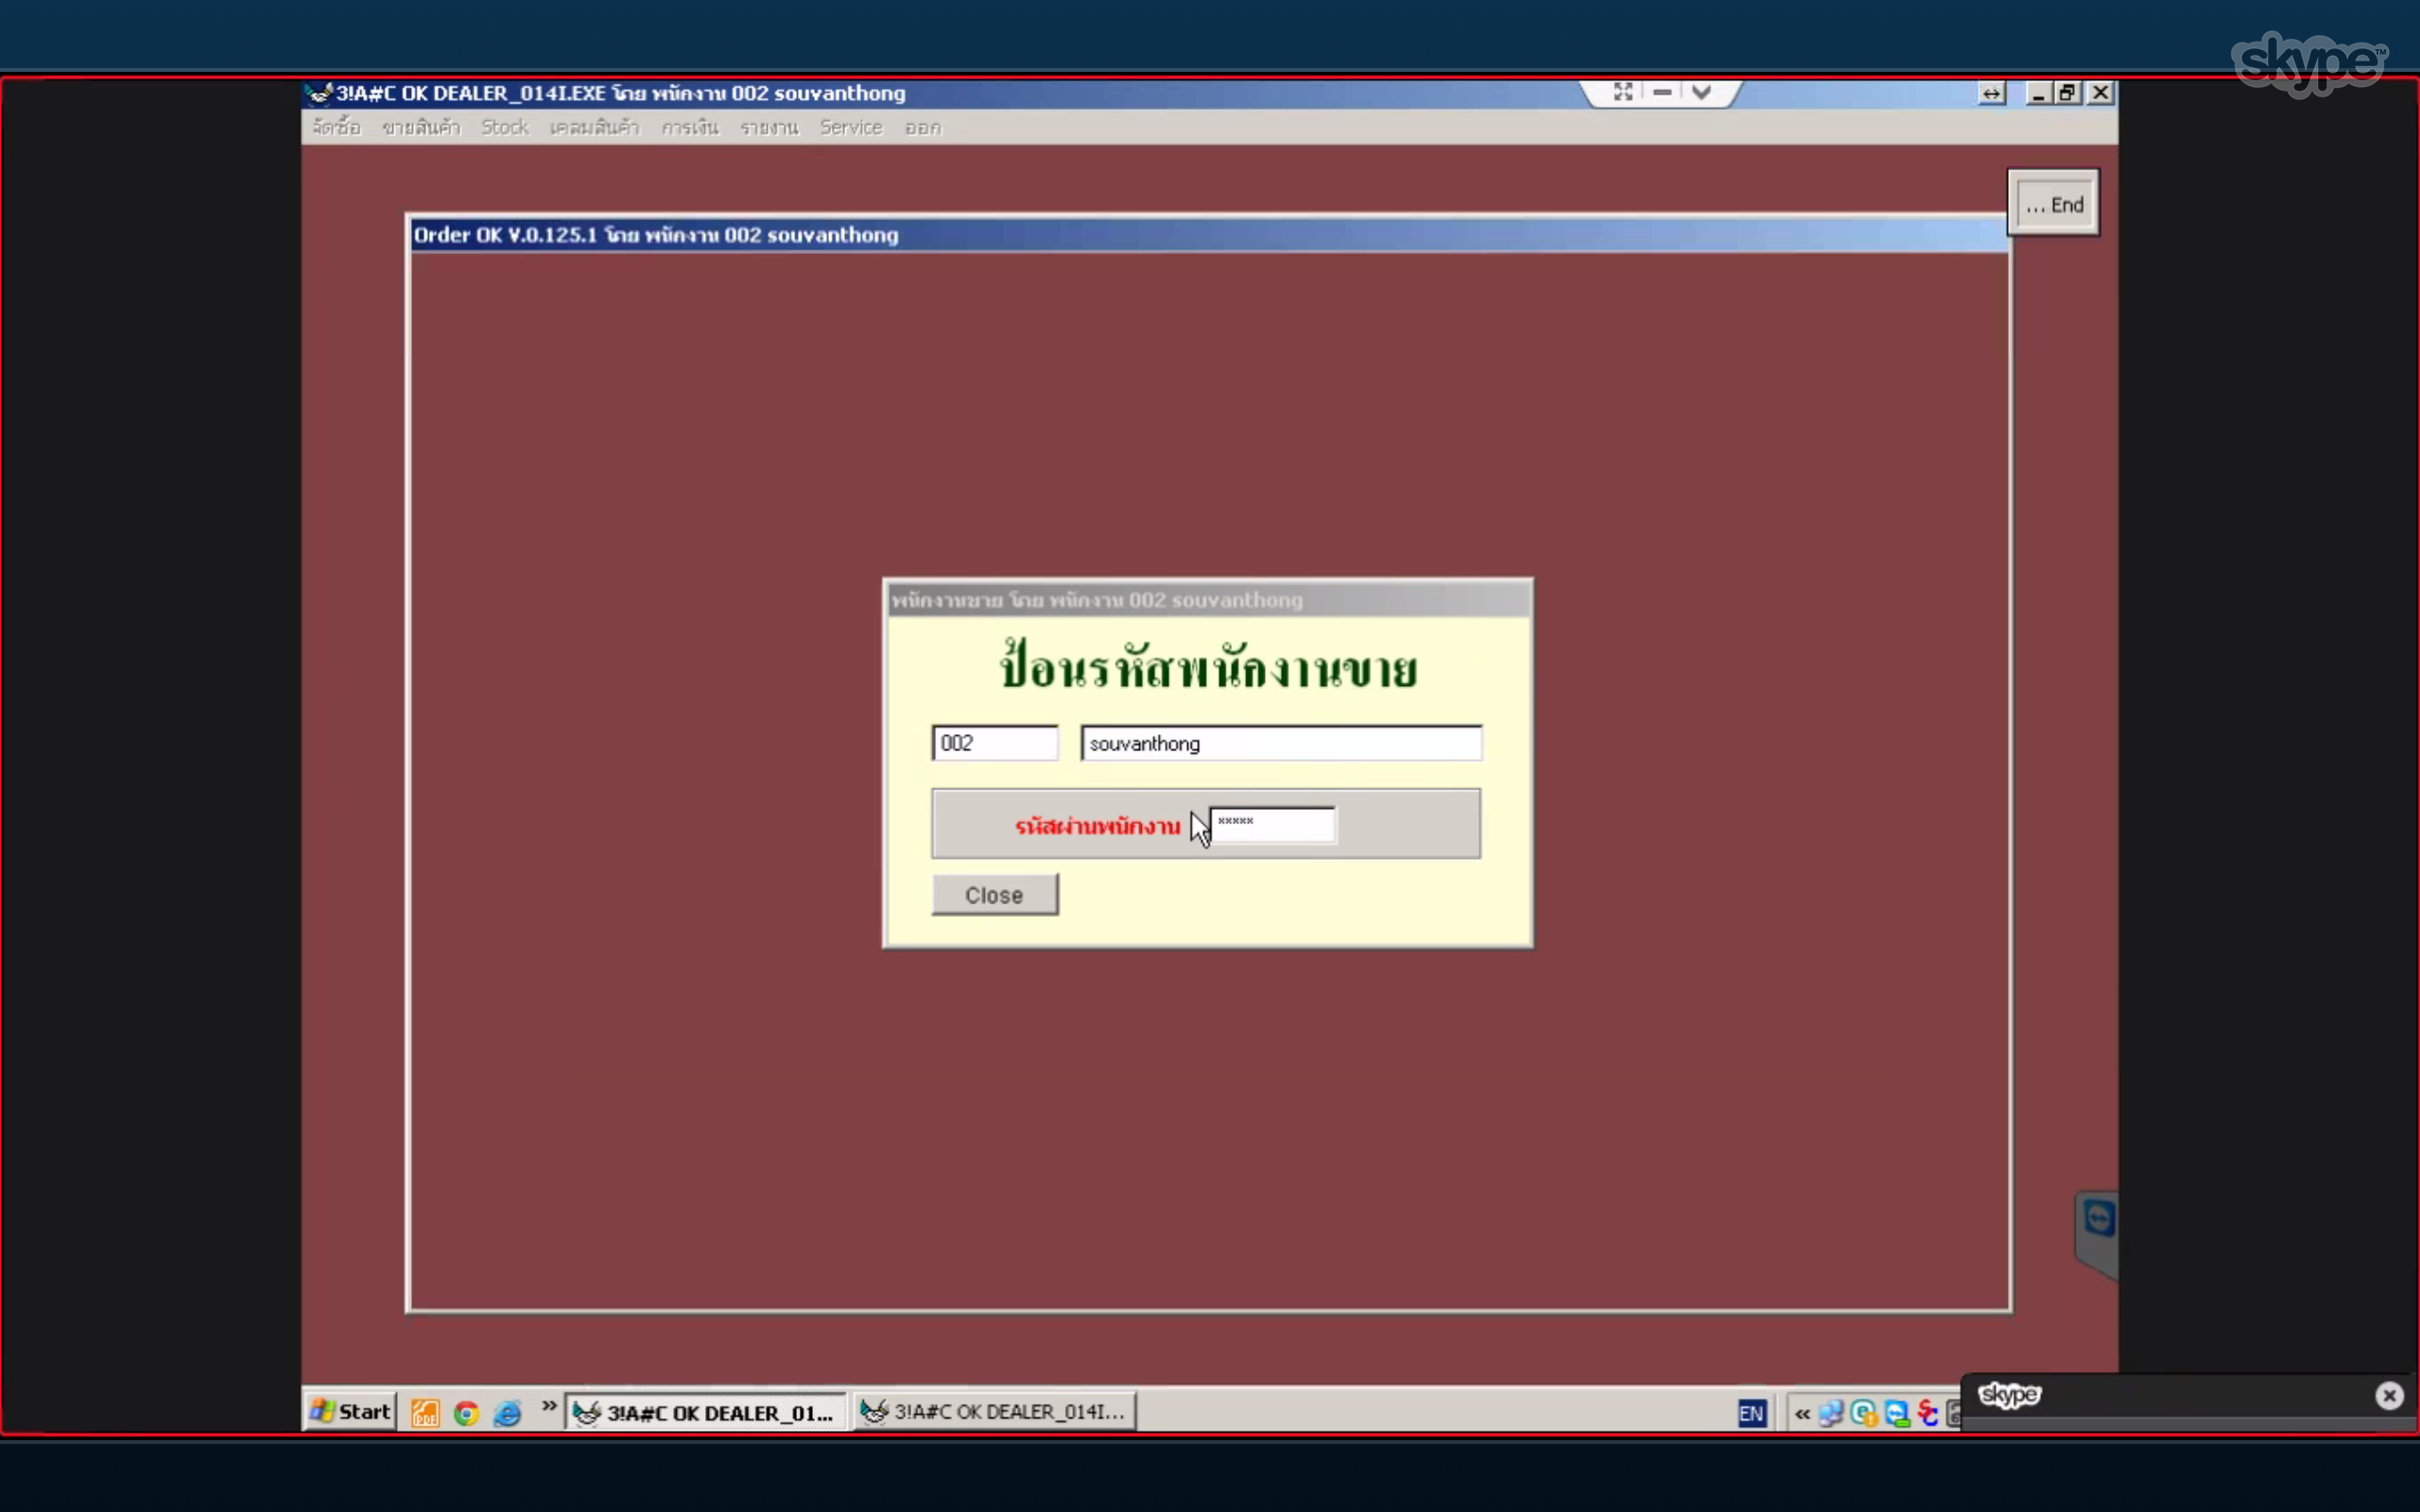 skype™
3!A#C OK DEALER_014I.EXE โดย พนักงาน 002 souvanthong
จัดซื้อ ขายสินค้า Stock เคลมสินค้า การเงิน รายงาน Service ออก
... End
Order OK V.0.125.1 โดย พนักงาน 002 souvanthong
พนักงานขาย โดย พนักงาน 002 souvanthong
ป้อนรหัสพนักงานขาย
002 souvanthong
รหัสผ่านพนักงาน *****
Close
Start » 3!A#C OK DEALER_01... 3!A#C OK DEALER_014I... EN «
skype